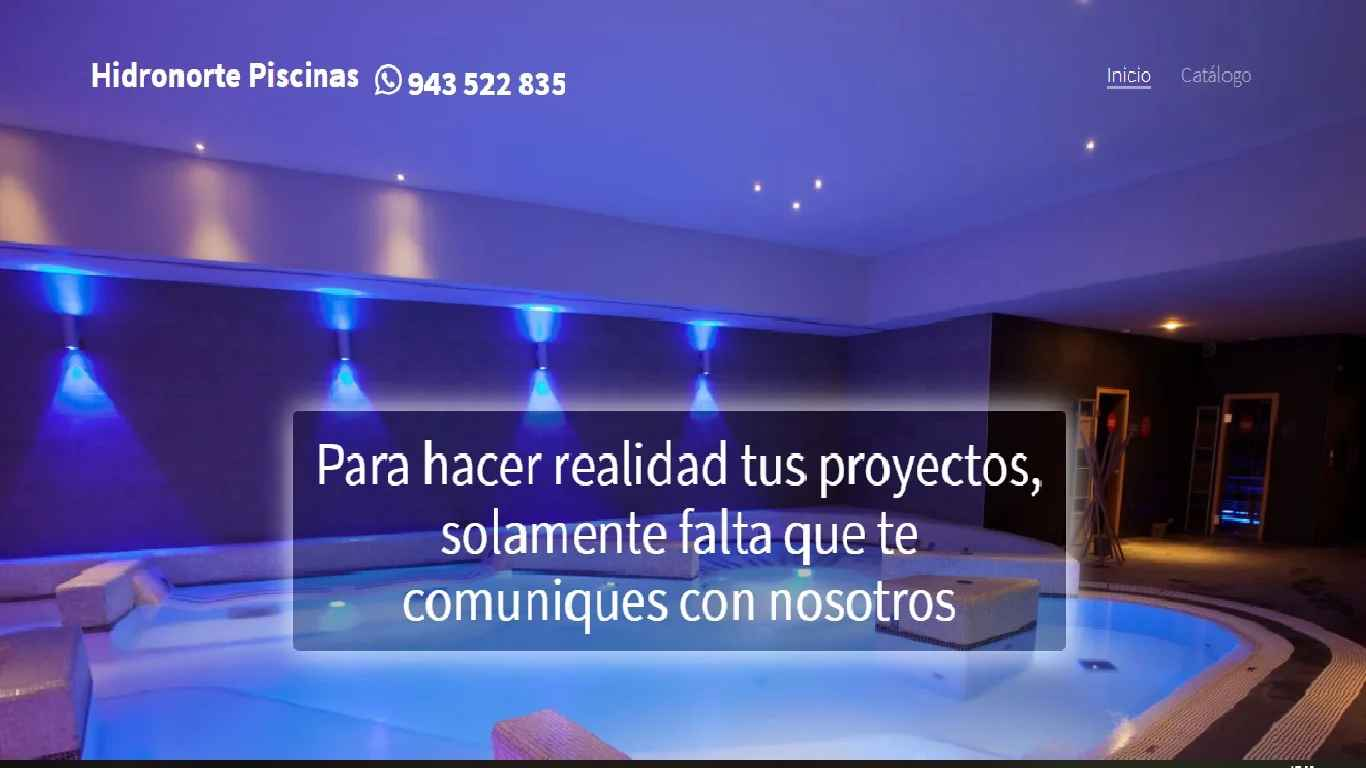 Hidronorte Piscinas 943 522 835
Inicio Catálogo
Para hacer realidad tus proyectos,
solamente falta que te
comuniques con nosotros